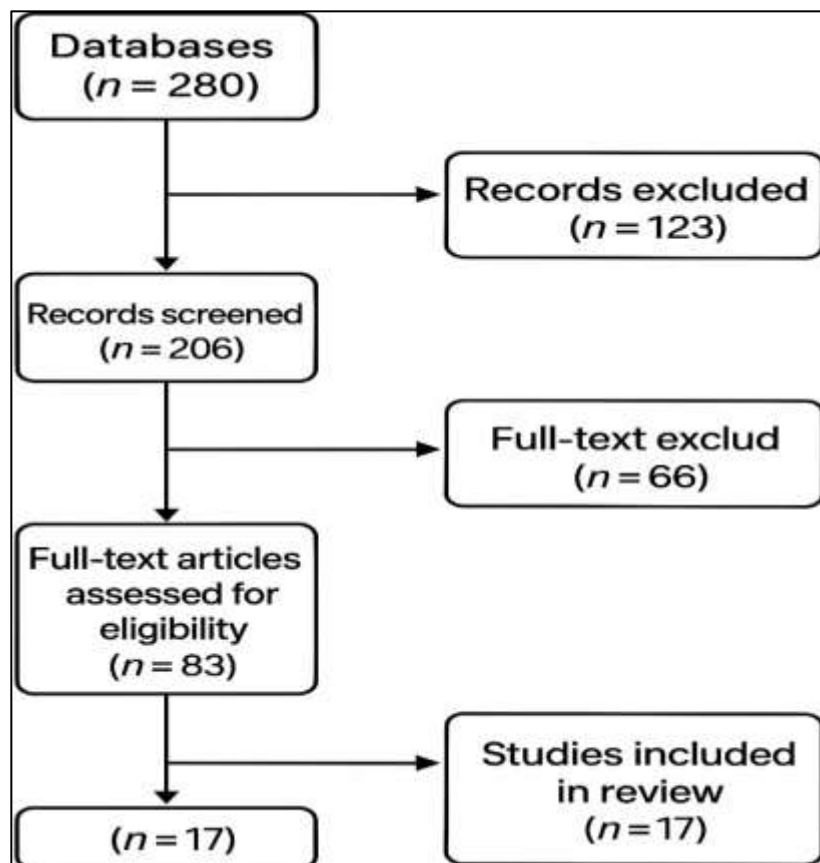 Databases
(n = 280)
Records excluded
(n = 123)
Records screened
(n = 206)
Full-text exclud
(n = 66)
Full-text articles
assessed for
eligibility
(n = 83)
Studies included
in review
(n = 17)
(n = 17)